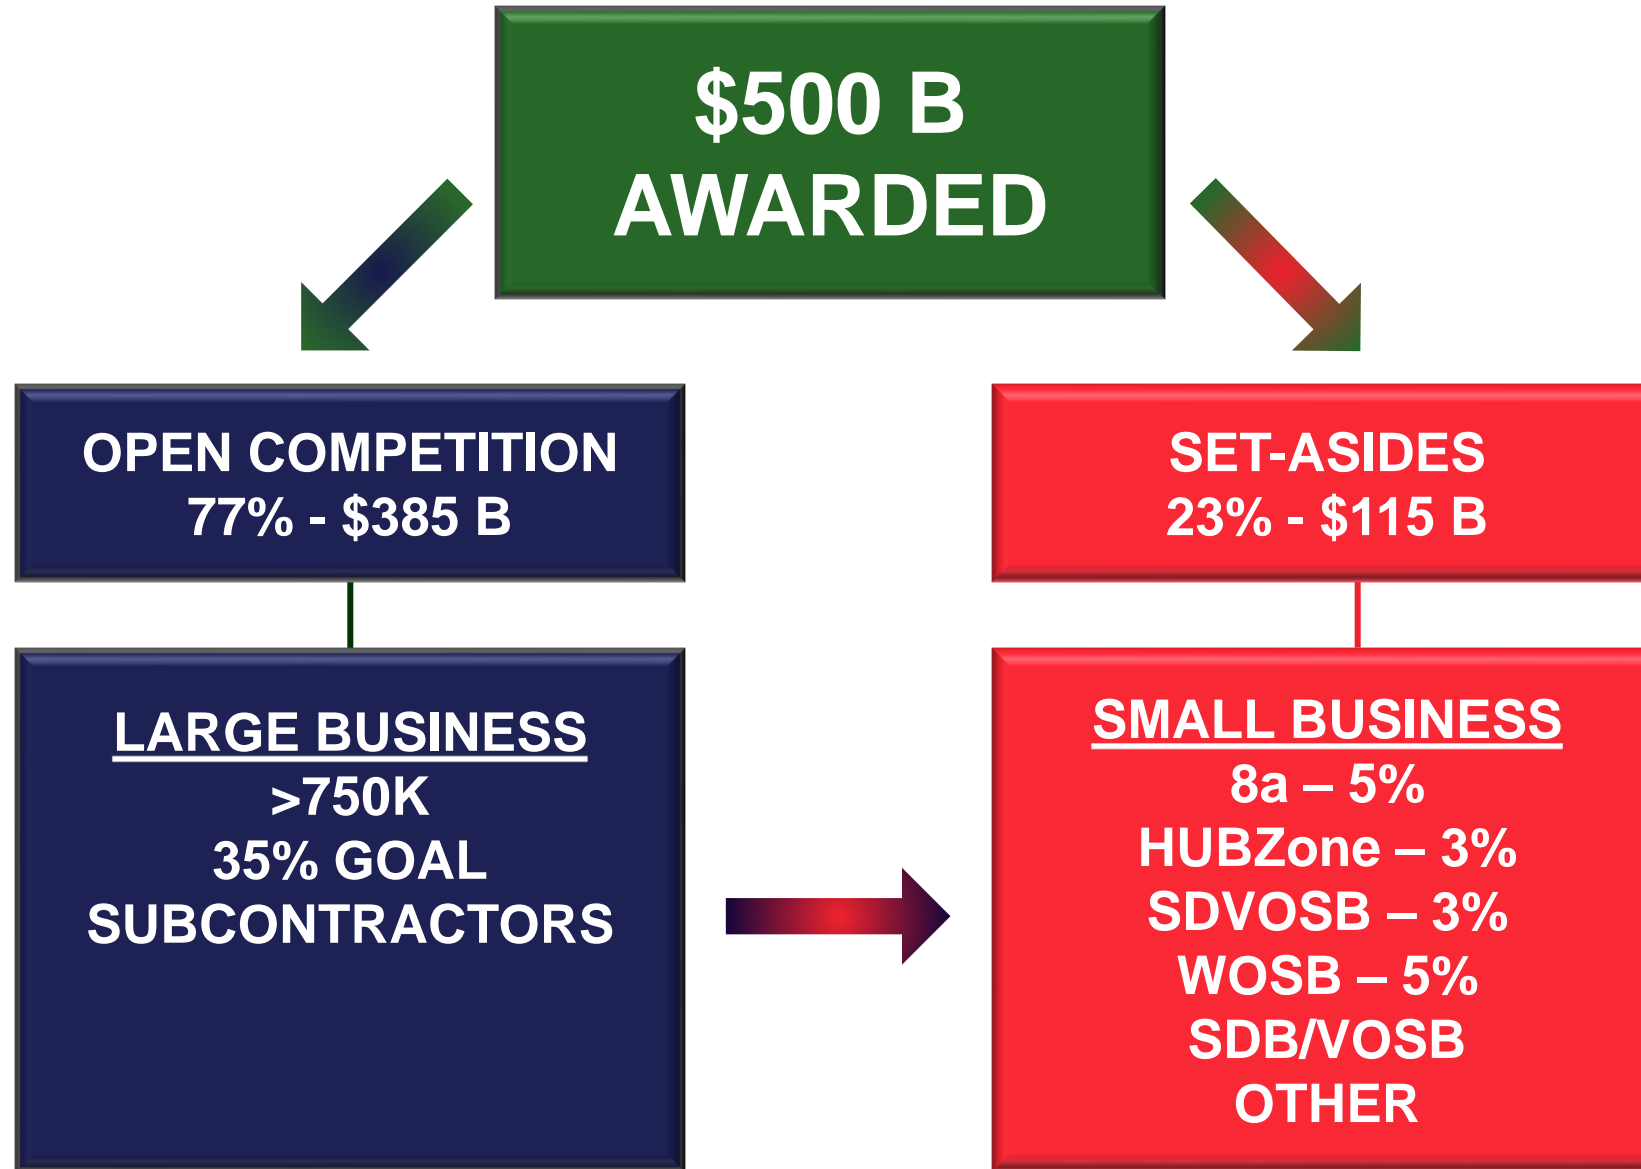 $500 B
AWARDED
OPEN COMPETITION
77% - $385 B
SET-ASIDES
23% - $115 B
LARGE BUSINESS
>750K
35% GOAL
SUBCONTRACTORS
SMALL BUSINESS
8a – 5%
HUBZone – 3%
SDVOSB – 3%
WOSB – 5%
SDB/VOSB
OTHER